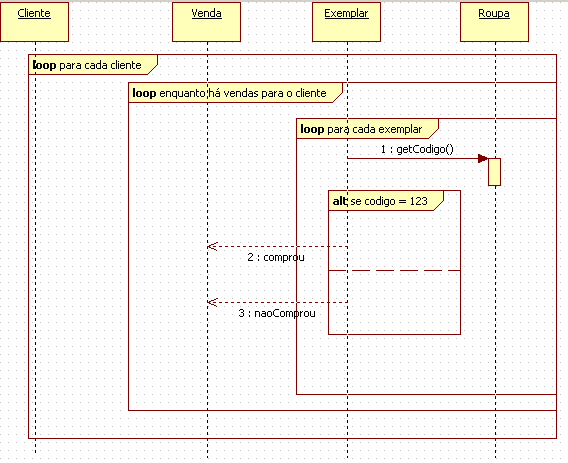 Cliente
Venda
Exemplar
Roupa
loop para cada cliente
loop enquanto há vendas para o cliente
loop para cada exemplar
1 : getCodigo()
alt se codigo = 123
2 : comprou
3 : naoComprou